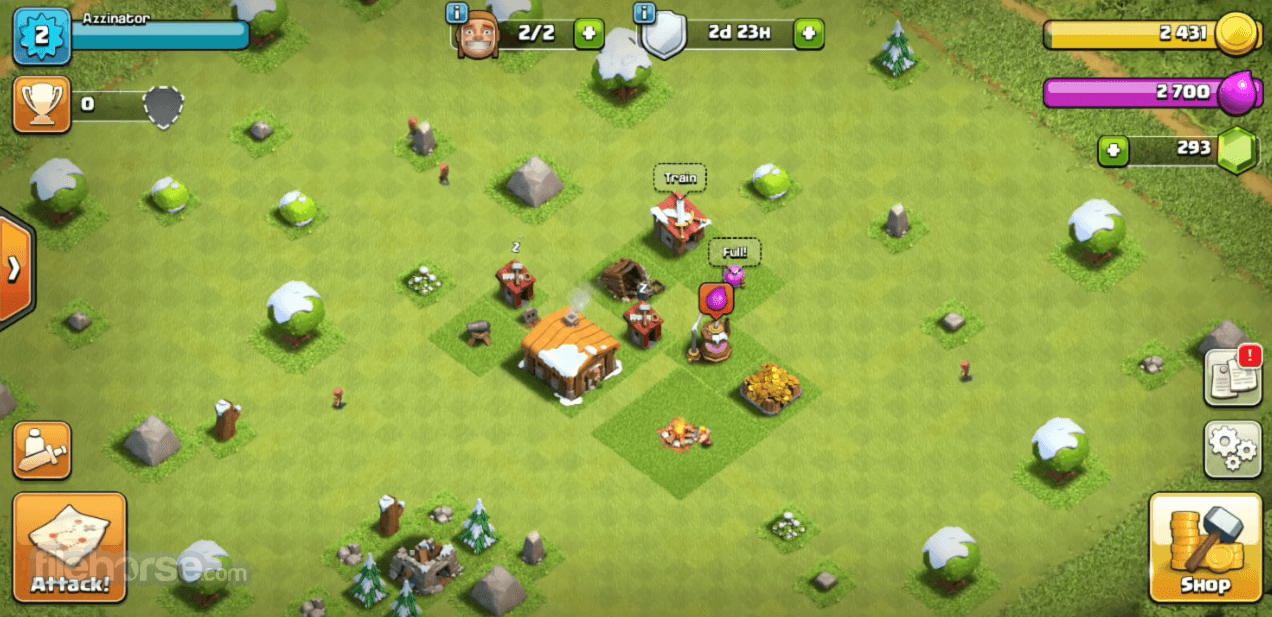 Azzinator
2
2/2
2d 23H
2 431
0
2 700
293
Train
Full!
z
z
!
Attack!
filehorse.com
Shop